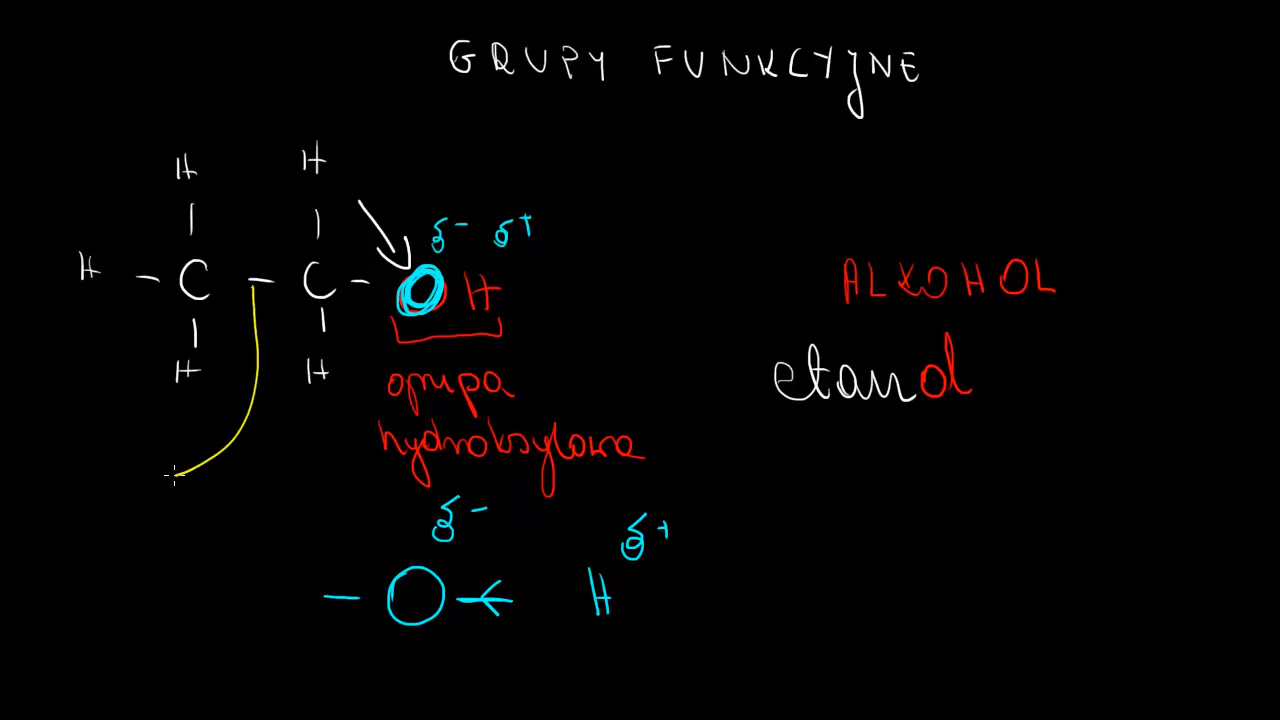 GRUPY FUNKCYJNE
H H
δ- δ+
H - C - C - O H
H H
ALKOHOL
etanol
grupa
hydroksylowa
δ- δ+
- O ← H